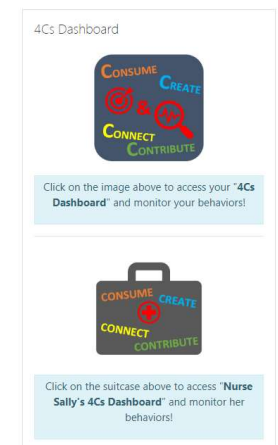 4Cs Dashboard
CONSUME
CREATE
&
CONNECT
CONTRIBUTE
Click on the image above to access your "4Cs
Dashboard" and monitor your behaviors!
CONSUME
CREATE
CONNECT
CONTRIBUTE
Click on the suitcase above to access "Nurse
Sally's 4Cs Dashboard" and monitor her
behaviors!